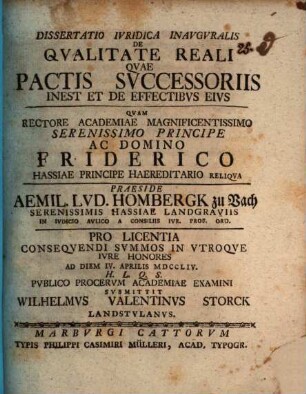 DISSERTATIO IVRIDICA INAVGVRALIS
DE
QVALITATE REALI
QVAE
PACTIS SVCCESSORIIS
INEST ET DE EFFECTIBVS EIVS
QVAM
RECTORE ACADEMIAE MAGNIFICENTISSIMO
SERENISSIMO PRINCIPE
AC DOMINO
FRIDERICO
HASSIAE PRINCIPE HAEREDITARIO RELIQVA
PRAESIDE
AEMIL. LVD. HOMBERGK zu Vach
SERENISSIMIS HASSIAE LANDGRAVIIS
IN IVDICIO AVLICO A CONSILIIS IVR. PROF. ORD.
PRO LICENTIA
CONSEQVENDI SVMMOS IN VTROQVE
IVRE HONORES
AD DIEM IV. APRILIS MDCCLIV.
H. L. Q. S.
PVBLICO PROCERVM ACADEMIAE EXAMINI
SVBMITTIT
WILHELMVS VALENTINVS STORCK
LANDSTVLANVS.
MARBVRGI CATTORVM
TYPIS PHILIPPI CASIMIRI MÜLLERI, ACAD. TYPOGR.